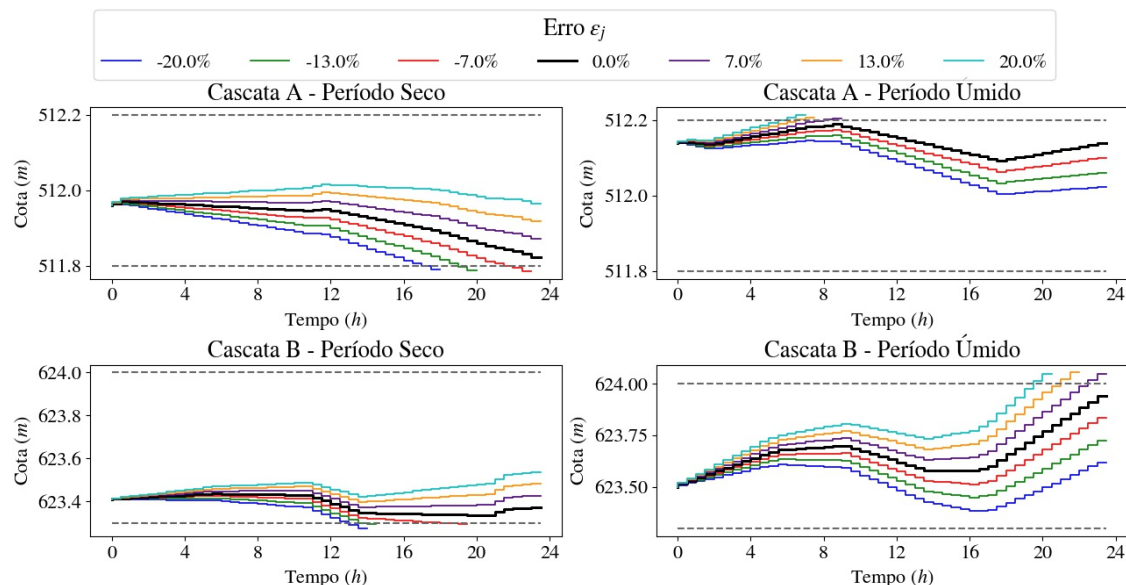 Erro εj
-20.0% -13.0% -7.0% 0.0% 7.0% 13.0% 20.0%
Cascata A - Período Seco
Cota (m)
512.2
512.0
511.8
0 4 8 12 16 20 24
Tempo (h)
Cascata A - Período Úmido
Cota (m)
512.2
512.0
511.8
0 4 8 12 16 20 24
Tempo (h)
Cascata B - Período Seco
Cota (m)
624.0
623.8
623.6
623.4
0 4 8 12 16 20 24
Tempo (h)
Cascata B - Período Úmido
Cota (m)
624.00
623.75
623.50
0 4 8 12 16 20 24
Tempo (h)